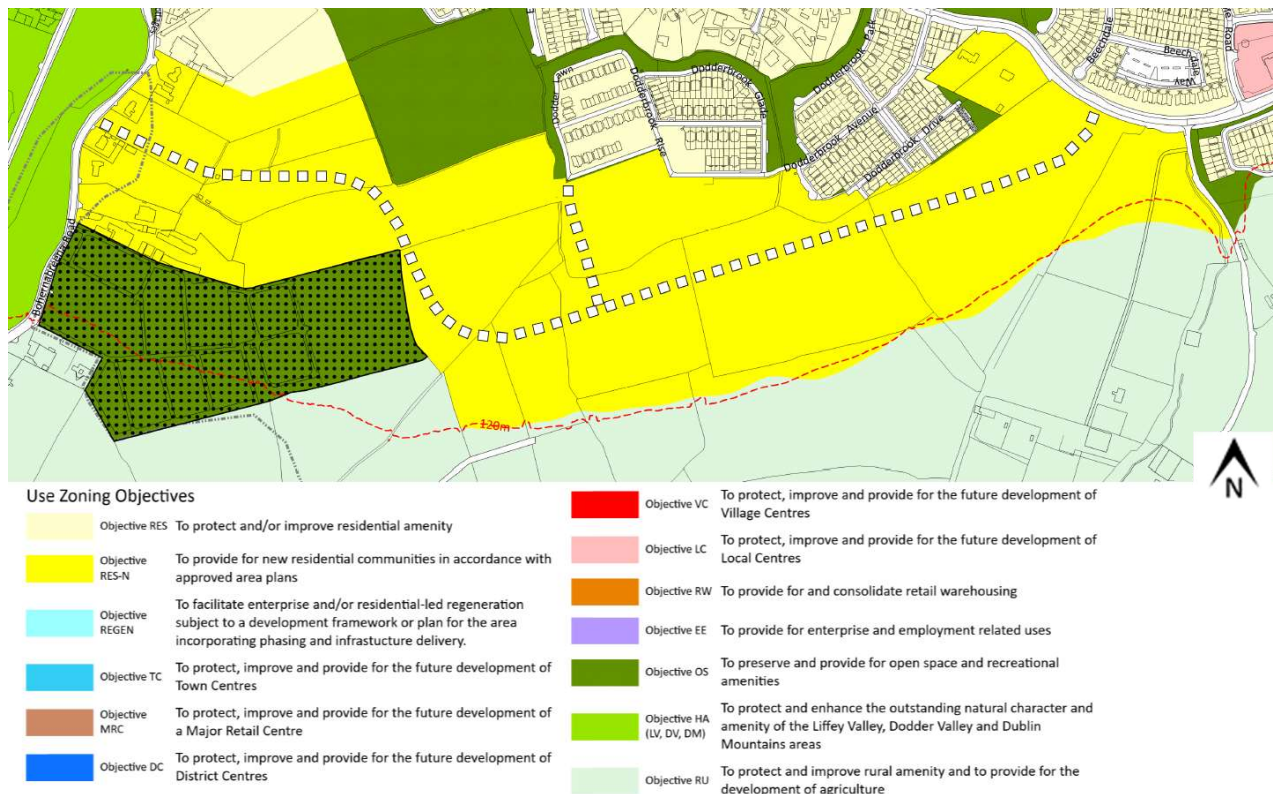 Dodder Lawn
Dodderbrook Rise
Dodderbrook Glade
Dodderbrook Park
Dodderbrook Avenue
Dodderbrook Drive
Beechdale
Beechdale Way
Road
Bohernabreena Road
120m
N
Use Zoning Objectives
Objective RES To protect and/or improve residential amenity
Objective
RES-N
To provide for new residential communities in accordance with
approved area plans
Objective
REGEN
To facilitate enterprise and/or residential-led regeneration
subject to a development framework or plan for the area
incorporating phasing and infrastucture delivery.
Objective TC
To protect, improve and provide for the future development of
Town Centres
Objective
MRC
To protect, improve and provide for the future development of
a Major Retail Centre
Objective DC
To protect, improve and provide for the future development of
District Centres
Objective VC
To protect, improve and provide for the future development of
Village Centres
Objective LC
To protect, improve and provide for the future development of
Local Centres
Objective RW To provide for and consolidate retail warehousing
Objective EE To provide for enterprise and employment related uses
Objective OS
To preserve and provide for open space and recreational
amenities
Objective HA
(LV, DV, DM)
To protect and enhance the outstanding natural character and
amenity of the Liffey Valley, Dodder Valley and Dublin
Mountains areas
Objective RU
To protect and improve rural amenity and to provide for the
development of agriculture